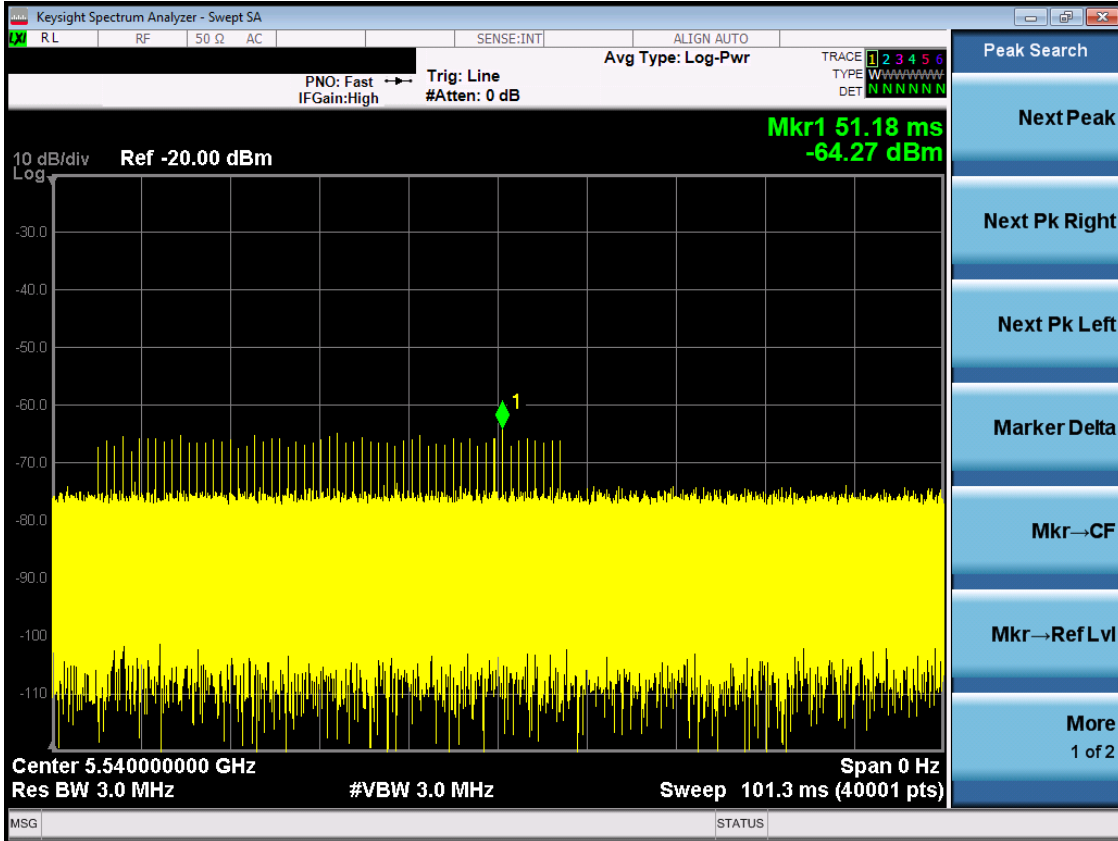 Keysight Spectrum Analyzer - Swept SA
LXI RL RF 50 Ω AC SENSE:INT ALIGN AUTO
PNO: Fast
IFGain:High
Trig: Line
#Atten: 0 dB
Avg Type: Log-Pwr
TRACE 1 2 3 4 5 6
TYPE WWWWWWW
DET N N N N N N
Mkr1 51.18 ms
-64.27 dBm
10 dB/div Ref -20.00 dBm
Log
-30.0
-40.0
-50.0
-60.0
-70.0
-80.0
-90.0
-100
-110
1
Center 5.540000000 GHz Span 0 Hz
Res BW 3.0 MHz #VBW 3.0 MHz Sweep 101.3 ms (40001 pts)
MSG STATUS
Peak Search
Next Peak
Next Pk Right
Next Pk Left
Marker Delta
Mkr→CF
Mkr→Ref Lvl
More
1 of 2